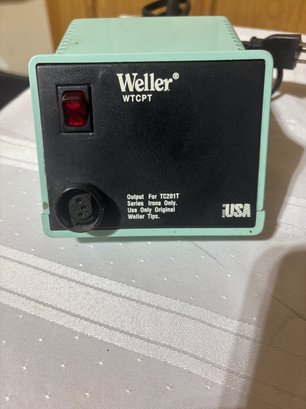 Weller®
WTCPT
Output For TC201T
Series Irons Only.
Use Only Original
Weller Tips.
USA